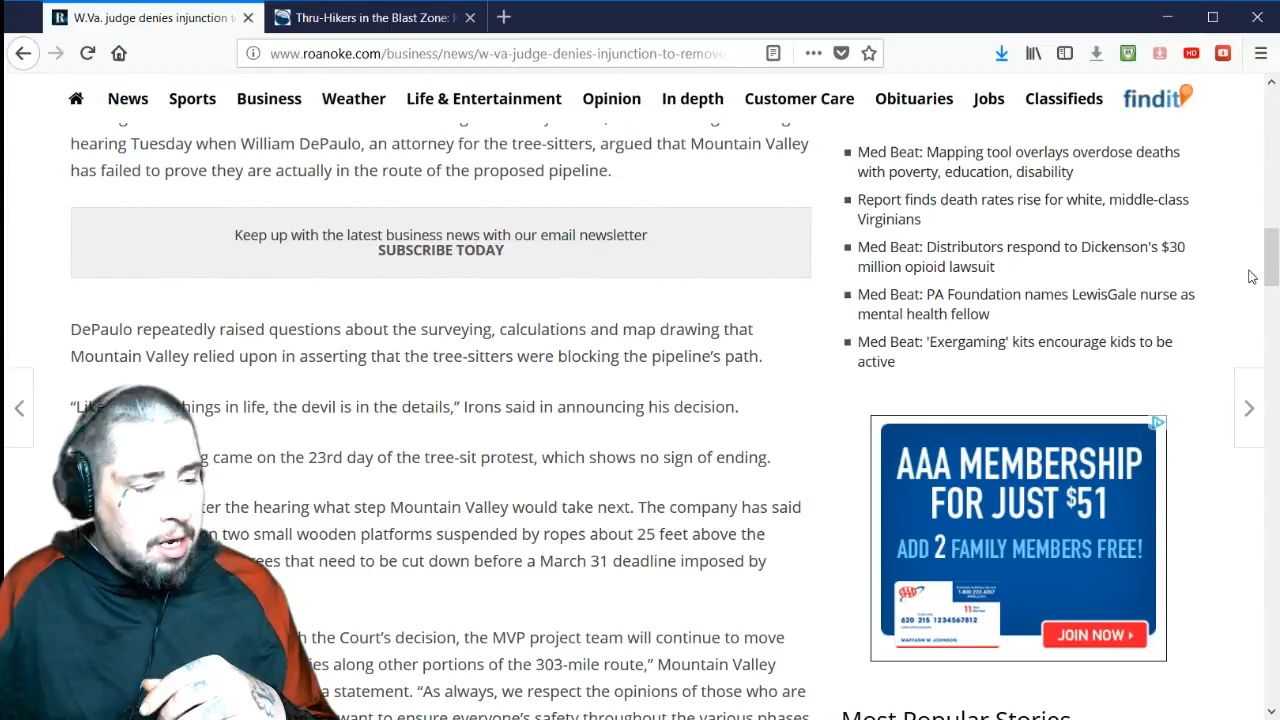 W.Va. judge denies injunction t
Thru-Hikers in the Blast Zone:
www.roanoke.com/business/news/w-va-judge-denies-injunction-to-remove
HD
News Sports Business Weather Life & Entertainment Opinion In depth Customer Care Obituaries Jobs Classifieds findit
hearing Tuesday when William DePaulo, an attorney for the tree-sitters, argued that Mountain Valley
has failed to prove they are actually in the route of the proposed pipeline.
Keep up with the latest business news with our email newsletter
SUBSCRIBE TODAY
DePaulo repeatedly raised questions about the surveying, calculations and map drawing that
Mountain Valley relied upon in asserting that the tree-sitters were blocking the pipeline’s path.
things in life, the devil is in the details,” Irons said in announcing his decision.
came on the 23rd day of the tree-sit protest, which shows no sign of ending.
the hearing what step Mountain Valley would take next. The company has said
two small wooden platforms suspended by ropes about 25 feet above the
that need to be cut down before a March 31 deadline imposed by
the Court’s decision, the MVP project team will continue to move
along other portions of the 303-mile route,” Mountain Valley
a statement. “As always, we respect the opinions of those who are
want to ensure everyone’s safety throughout the various phases
Med Beat: Mapping tool overlays overdose deaths
with poverty, education, disability
Report finds death rates rise for white, middle-class
Virginians
Med Beat: Distributors respond to Dickenson's $30
million opioid lawsuit
Med Beat: PA Foundation names LewisGale nurse as
mental health fellow
Med Beat: 'Exergaming' kits encourage kids to be
active
AAA MEMBERSHIP
FOR JUST $51
ADD 2 FAMILY MEMBERS FREE!
620 215 1234567812
JOIN NOW
Most Popular Stories